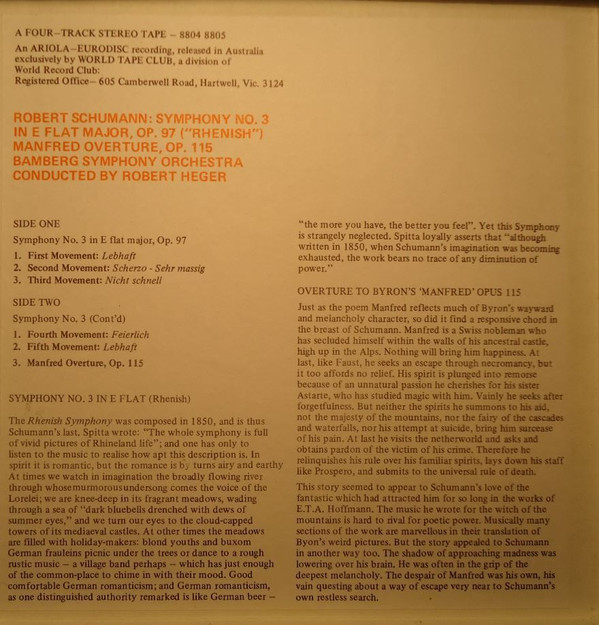 A FOUR-TRACK STEREO TAPE – 8804 8805
An ARIOLA-EURODISC recording, released in Australia
exclusively by WORLD TAPE CLUB, a division of
World Record Club:
Registered Office– 605 Camberwell Road, Hartwell, Vic. 3124
ROBERT SCHUMANN: SYMPHONY NO. 3
IN E FLAT MAJOR, OP. 97 ("RHENISH")
MANFRED OVERTURE, OP. 115
BAMBERG SYMPHONY ORCHESTRA
CONDUCTED BY ROBERT HEGER
SIDE ONE
Symphony No. 3 in E flat major, Op. 97
1. First Movement: Lebhaft
2. Second Movement: Scherzo - Sehr massig
3. Third Movement: Nicht schnell
SIDE TWO
Symphony No. 3 (Cont'd)
1. Fourth Movement: Feierlich
2. Fifth Movement: Lebhaft
3. Manfred Overture, Op. 115
SYMPHONY NO. 3 IN E FLAT (Rhenish)
The Rhenish Symphony was composed in 1850, and is thus
Schumann's last. Spitta wrote: "The whole symphony is full
of vivid pictures of Rhineland life"; and one has only to
listen to the music to realise how apt this description is. In
spirit it is romantic, but the romance is by turns airy and earthy
At times we watch in imagination the broadly flowing river
through whose murmorous undersong comes the voice of the
Lorelei; we are knee-deep in its fragrant meadows, wading
through a sea of "dark bluebells drenched with dews of
summer eyes," and we turn our eyes to the cloud-capped
towers of its mediaeval castles. At other times the meadows
are filled with holiday-makers: blond youths and buxom
German frauleins picnic under the trees or dance to a rough
rustic music – a village band perhaps – which has just enough
of the common-place to chime in with their mood. Good
comfortable German romanticism; and German romanticism,
as one distinguished authority remarked is like German beer –
"the more you have, the better you feel". Yet this Symphony
is strangely neglected. Spitta loyally asserts that "although
written in 1850, when Schumann's imagination was becoming
exhausted, the work bears no trace of any diminution of
power."
OVERTURE TO BYRON'S 'MANFRED' OPUS 115
Just as the poem Manfred reflects much of Byron's wayward
and melancholy character, so did it find a responsive chord in
the breast of Schumann. Manfred is a Swiss nobleman who
has secluded himself within the walls of his ancestral castle,
high up in the Alps. Nothing will bring him happiness. At
last, like Faust, he seeks an escape through necromancy, but
it too affords no relief. His spirit is plunged into remorse
because of an unnatural passion he cherishes for his sister
Astarte, who has studied magic with him. Vainly he seeks after
forgetfulness. But neither the spirits he summons to his aid,
not the majesty of the mountains, nor the fairy of the cascades
and waterfalls, nor his attempt at suicide, bring him surcease
of his pain. At last he visits the netherworld and asks and
obtains pardon of the victim of his crime. Therefore he
relinquishes his rule over his familiar spirits, lays down his staff
like Prospero, and submits to the universal rule of death.
This story seemed to appear to Schumann's love of the
fantastic which had attracted him for so long in the works of
E.T.A. Hoffmann. The music he wrote for the witch of the
mountains is hard to rival for poetic power. Musically many
sections of the work are marvellous in their translation of
Byon's weird pictures. But the story appealed to Schumann
in another way too. The shadow of approaching madness was
lowering over his brain. He was often in the grip of the
deepest melancholy. The despair of Manfred was his own, his
vain questing about a way of escape very near to Schumann's
own restless search.